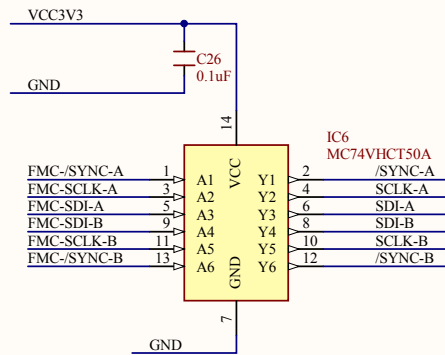 VCC3V3
C26
0.1uF
GND
14
IC6
MC74VHCT50A
VCC
FMC-/SYNC-A 1 A1 Y1 2 /SYNC-A
FMC-SCLK-A 3 A2 Y2 4 SCLK-A
FMC-SDI-A 5 A3 Y3 6 SDI-A
FMC-SDI-B 9 A4 Y4 8 SDI-B
FMC-SCLK-B 11 A5 Y5 10 SCLK-B
FMC-/SYNC-B 13 A6 Y6 12 /SYNC-B
GND
7
GND